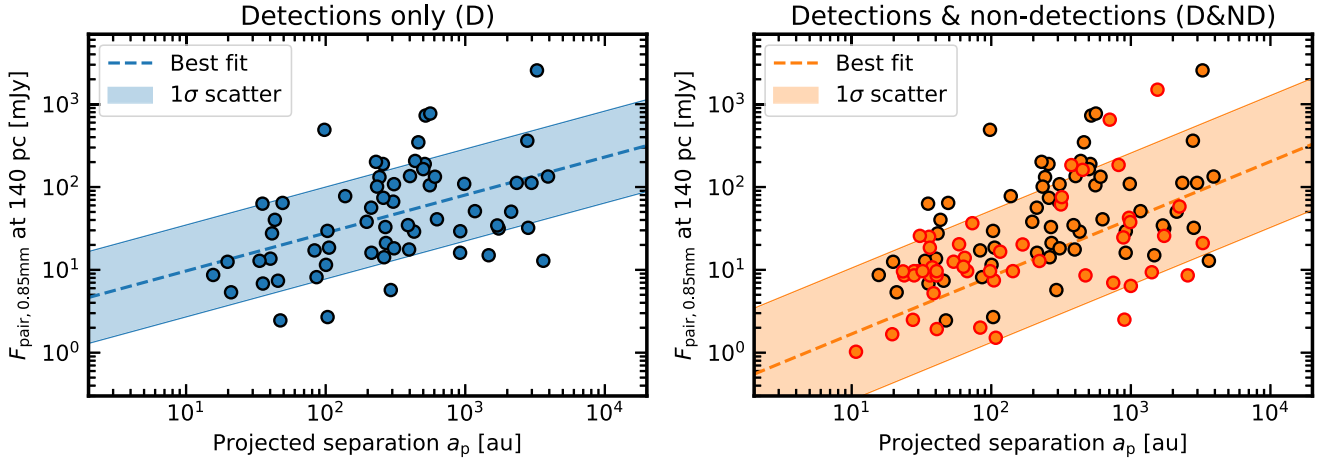 Detections only (D)
Best fit
1σ scatter
10³
10²
10¹
10⁰
F_pair, 0.85mm at 140 pc [mJy]
10¹ 10² 10³ 10⁴
Projected separation a_p [au]
Detections & non-detections (D&ND)
Best fit
1σ scatter
10³
10²
10¹
10⁰
F_pair, 0.85mm at 140 pc [mJy]
10¹ 10² 10³ 10⁴
Projected separation a_p [au]